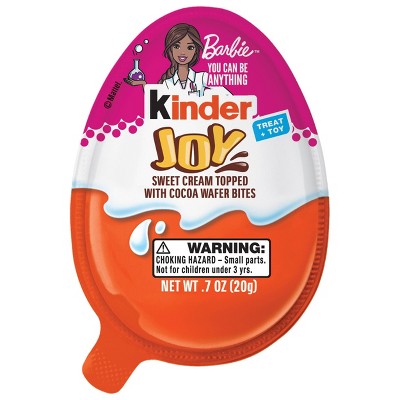 Barbie™
YOU CAN BE
ANYTHING
©Mattel
Kinder
JOY
TREAT
+ TOY
SWEET CREAM TOPPED
WITH COCOA WAFER BITES
WARNING:
CHOKING HAZARD – Small parts.
Not for children under 3 yrs.
NET WT .7 OZ (20g)